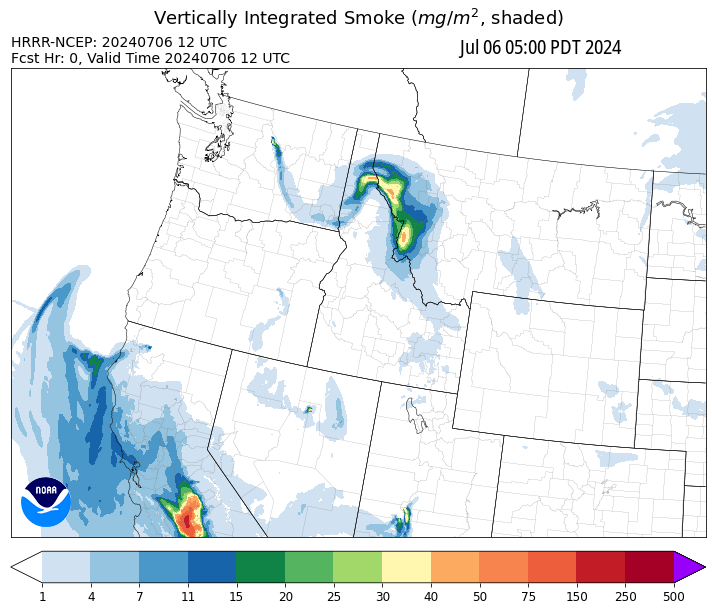 Vertically Integrated Smoke (mg/m², shaded)
HRRR-NCEP: 20240706 12 UTC
Fcst Hr: 0, Valid Time 20240706 12 UTC
Jul 06 05:00 PDT 2024
NOAA
1 4 7 11 15 20 25 30 40 50 75 150 250 500